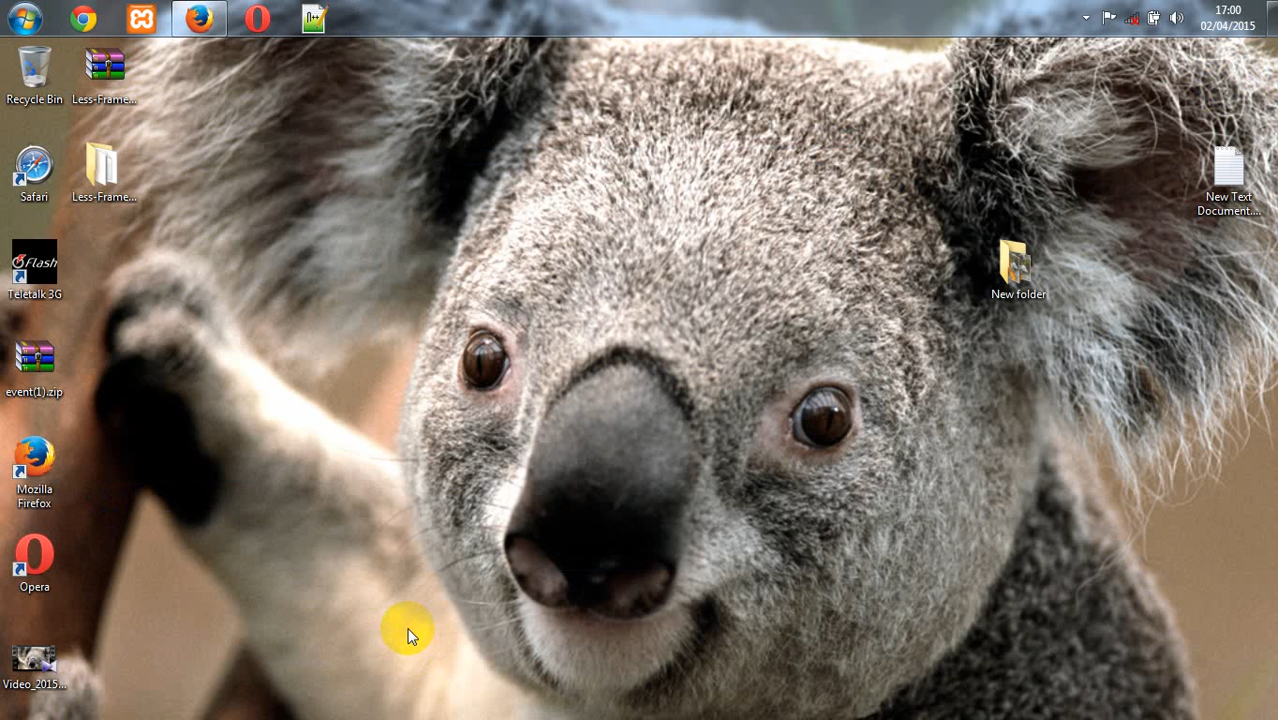 17:00
02/04/2015
Recycle Bin
Less-Frame...
Safari
Less-Frame...
Flash
Teletalk 3G
event(1).zip
Mozilla
Firefox
Opera
Video_2015...
New Text
Document....
New folder
n++